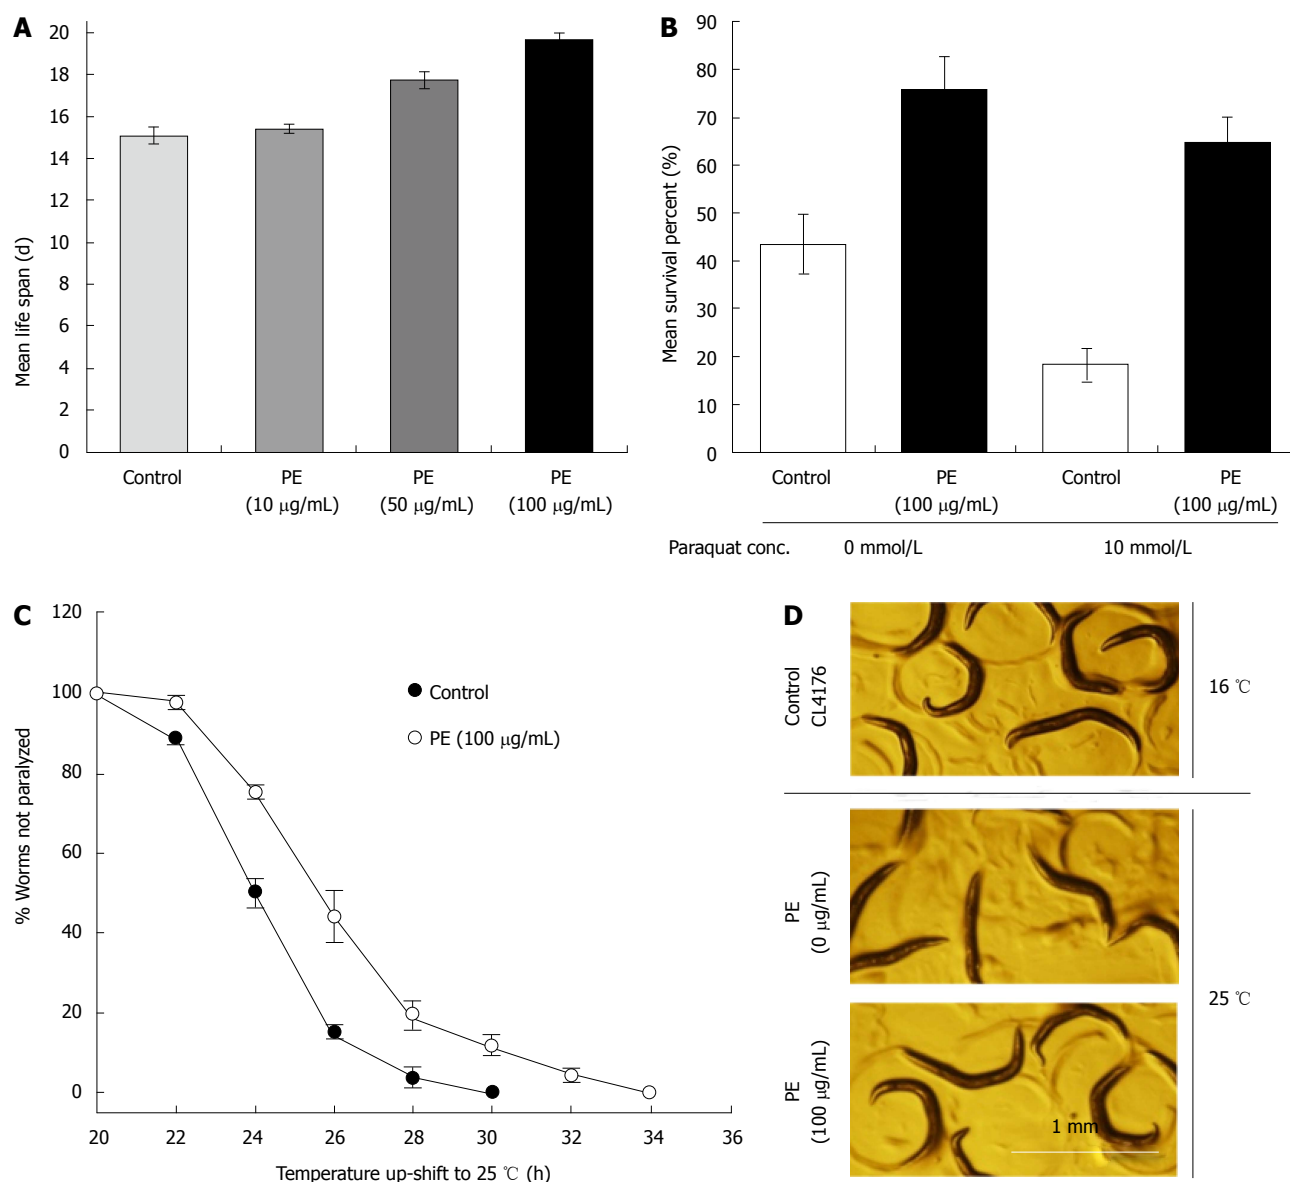 A
20
18
16
14
12
10
8
6
4
2
0
Mean life span (d)
Control
PE
(10 μg/mL)
PE
(50 μg/mL)
PE
(100 μg/mL)
B
90
80
70
60
50
40
30
20
10
0
Mean survival percent (%)
Control
PE
(100 μg/mL)
Control
PE
(100 μg/mL)
Paraquat conc. 0 mmol/L 10 mmol/L
C
120
100
80
60
40
20
0
% Worms not paralyzed
Control
PE (100 μg/mL)
20 22 24 26 28 30 32 34 36
Temperature up-shift to 25 ℃ (h)
D
Control
CL4176
16 ℃
PE
(0 μg/mL)
25 ℃
PE
(100 μg/mL)
1 mm